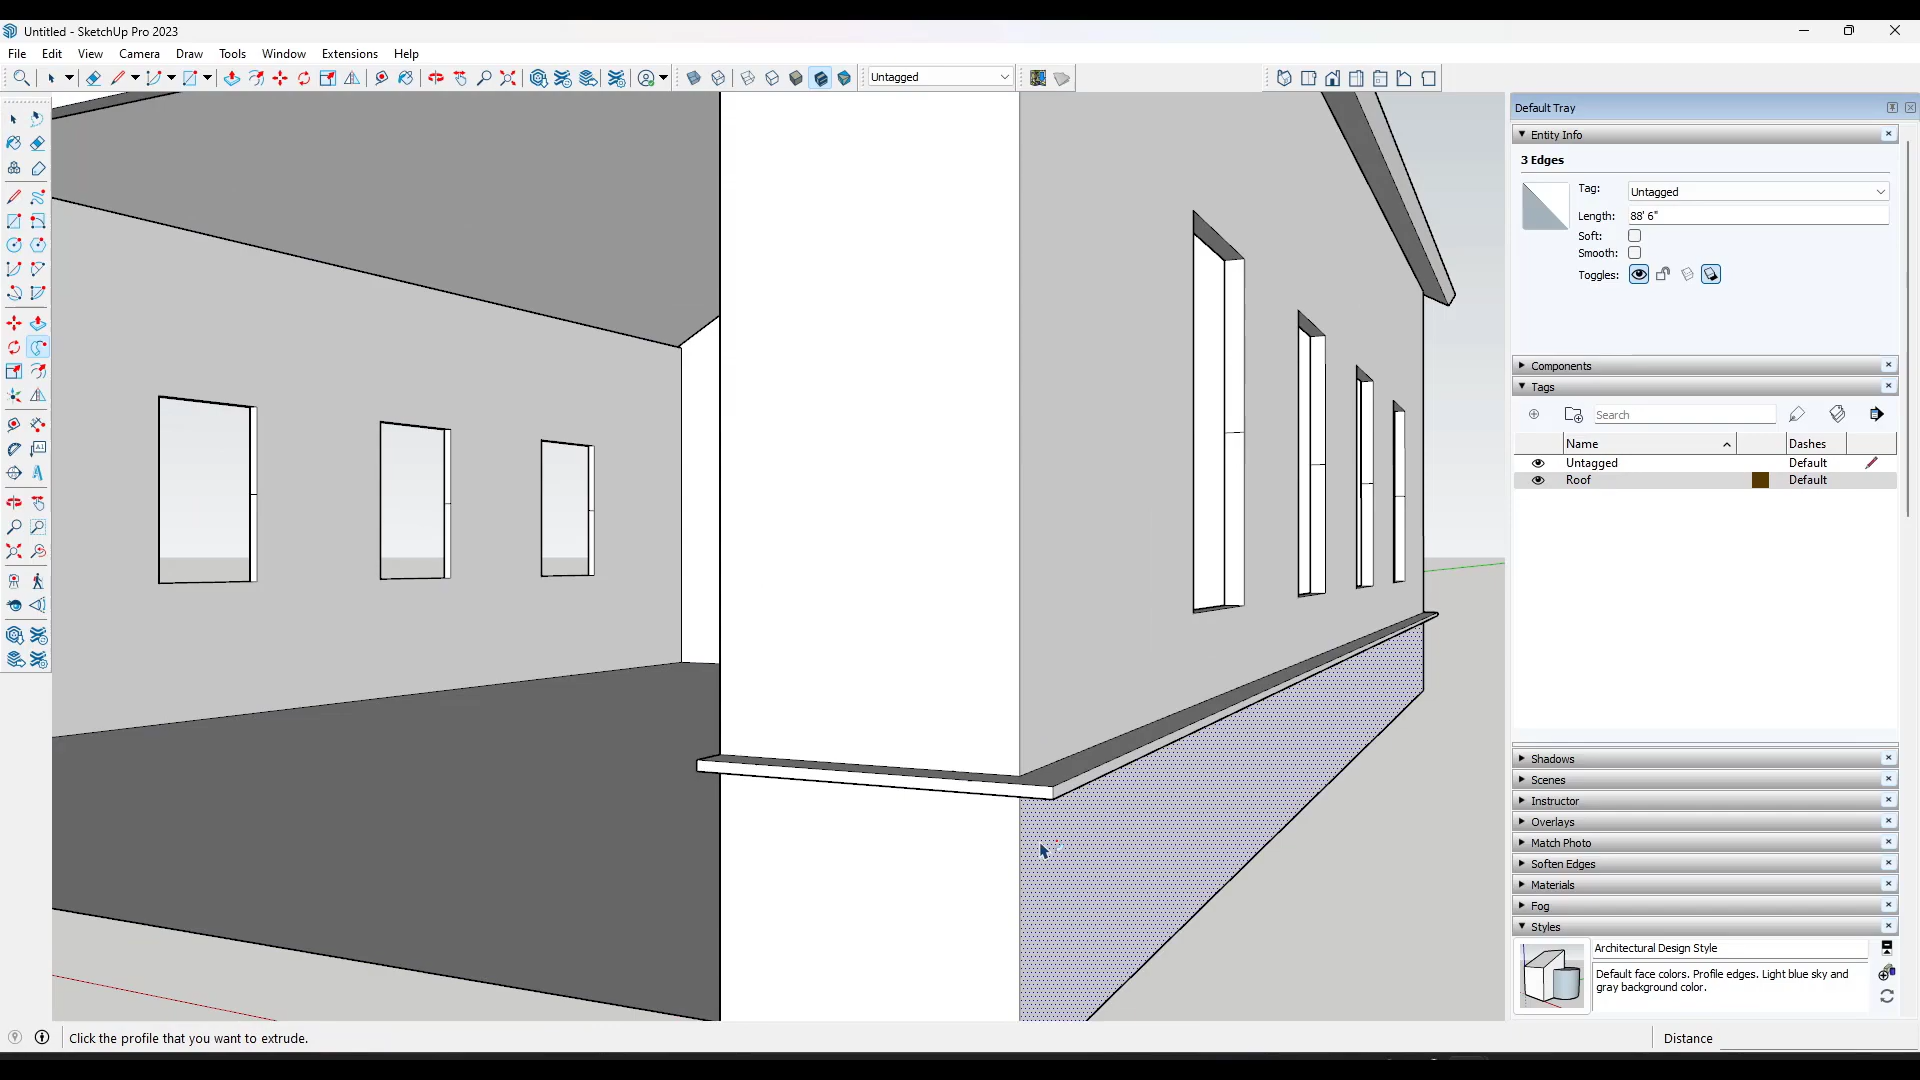 Untitled - SketchUp Pro 2023
File Edit View Camera Draw Tools Window Extensions Help
Untagged
Default Tray
Entity Info
3 Edges
Tag: Untagged
Length: 88' 6"
Soft:
Smooth:
Toggles:
Components
Tags
Search
Name Dashes
Untagged Default
Roof Default
Shadows
Scenes
Instructor
Overlays
Match Photo
Soften Edges
Materials
Fog
Styles
Architectural Design Style
Default face colors. Profile edges. Light blue sky and
gray background color.
Click the profile that you want to extrude.
Distance